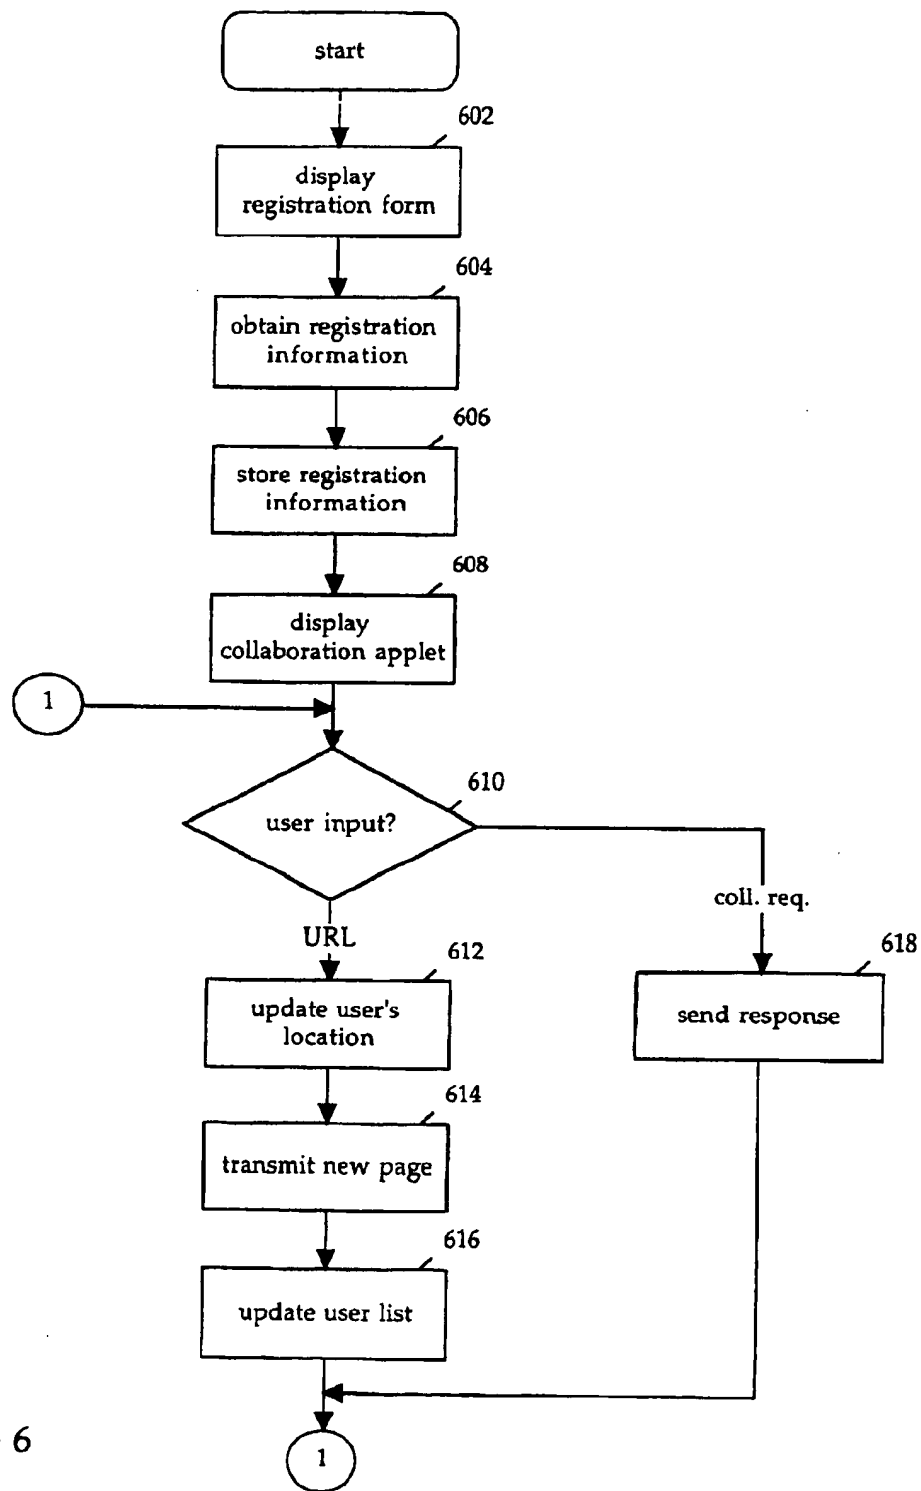 start
602
display
registration form
604
obtain registration
information
606
store registration
information
608
display
collaboration applet
1
610
user input?
coll. req.
URL
612
618
update user's
location
send response
614
transmit new page
616
update user list
6
1